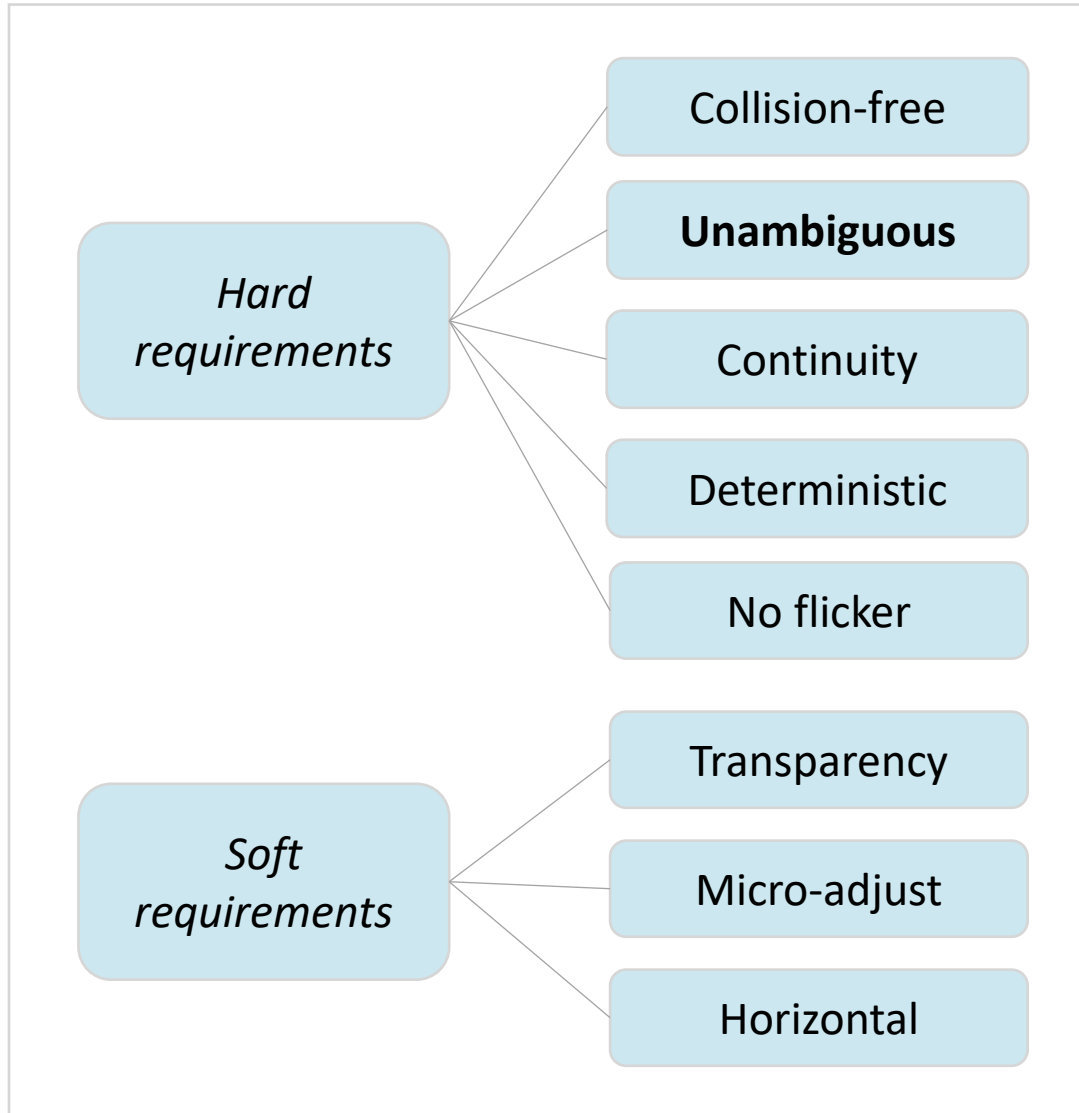 Hard
requirements
Collision-free
Unambiguous
Continuity
Deterministic
No flicker
Soft
requirements
Transparency
Micro-adjust
Horizontal